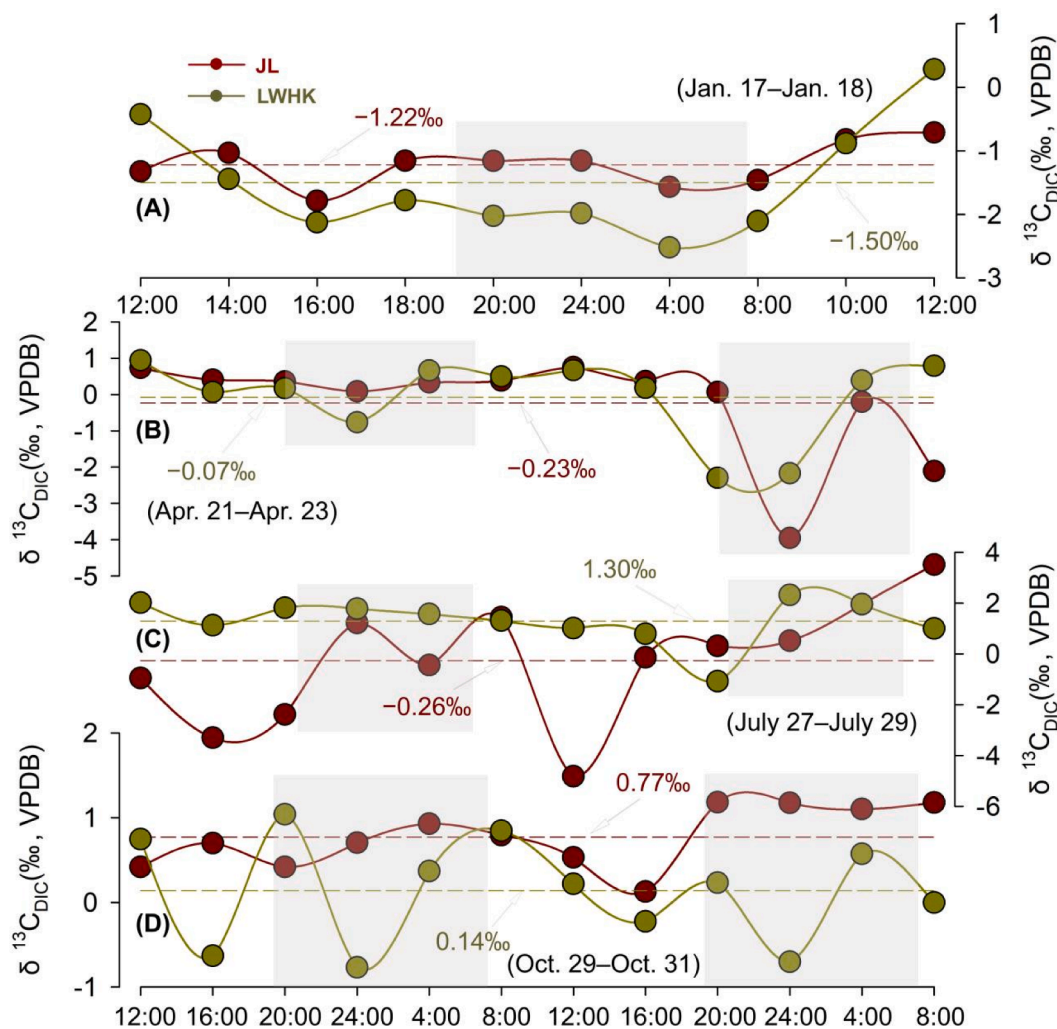 JL
LWHK
−1.22‰
(Jan. 17–Jan. 18)
(A)
−1.50‰
1
0
-1
-2
-3
δ ¹³C_DIC(‰, VPDB)
12:00 14:00 16:00 18:00 20:00 24:00 4:00 8:00 10:00 12:00
2
1
0
-1
-2
-3
-4
-5
δ ¹³C_DIC(‰, VPDB)
(B)
−0.07‰
−0.23‰
(Apr. 21–Apr. 23)
4
2
0
-2
-4
-6
δ ¹³C_DIC(‰, VPDB)
1.30‰
(C)
−0.26‰
(July 27–July 29)
2
1
0
-1
δ ¹³C_DIC(‰, VPDB)
0.77‰
(D)
0.14‰
(Oct. 29–Oct. 31)
12:00 16:00 20:00 24:00 4:00 8:00 12:00 16:00 20:00 24:00 4:00 8:00